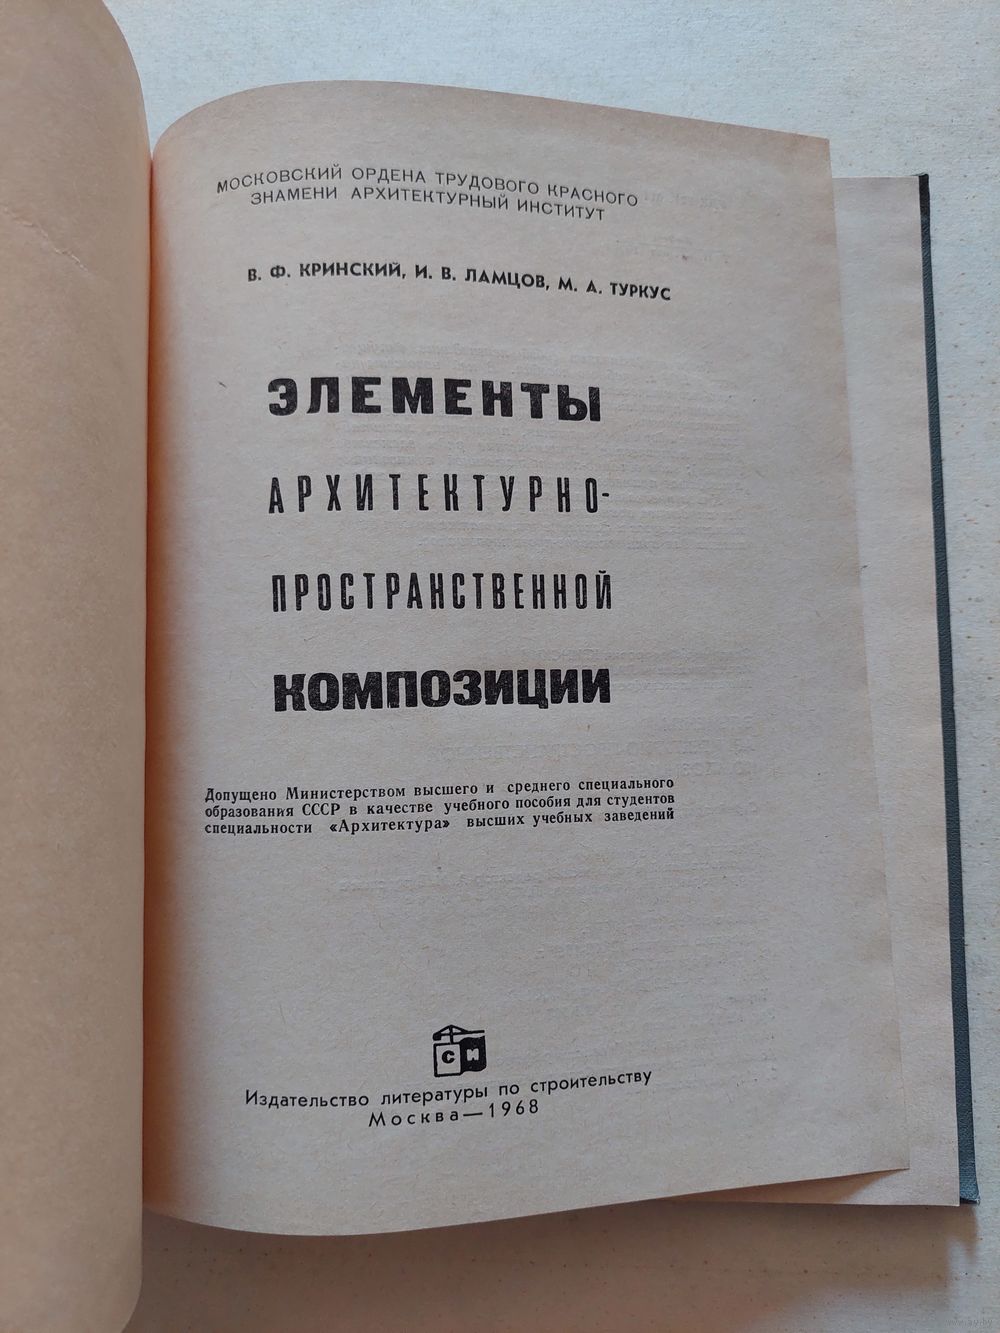 МОСКОВСКИЙ ОРДЕНА ТРУДОВОГО КРАСНОГО
ЗНАМЕНИ АРХИТЕКТУРНЫЙ ИНСТИТУТ
В. Ф. КРИНСКИЙ, И. В. ЛАМЦОВ, М. А. ТУРКУС
ЭЛЕМЕНТЫ
АРХИТЕКТУРНО-
ПРОСТРАНСТВЕННОЙ
КОМПОЗИЦИИ
Допущено Министерством высшего и среднего специального
образования СССР в качестве учебного пособия для студентов
специальности «Архитектура» высших учебных заведений
СИ
Издательство литературы по строительству
Москва—1968